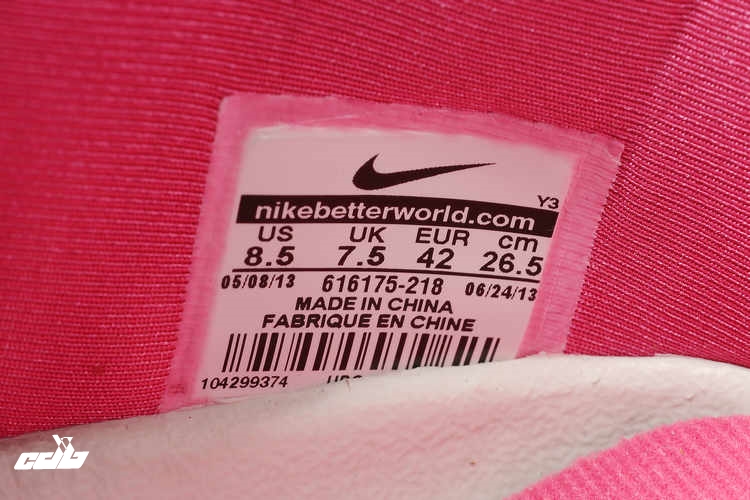 Y3
nikebetterworld.com
US UK EUR cm
8.5 7.5 42 26.5
05/08/13 616175-218 06/24/13
MADE IN CHINA
FABRIQUE EN CHINE
104299374
cdb